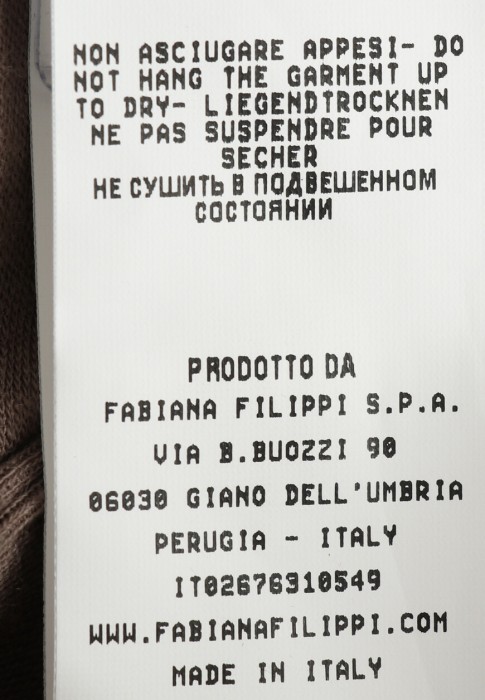 NON ASCIUGARE APPESI- DO
NOT HANG THE GARMENT UP
TO DRY- LIEGENDTROCKNEN
NE PAS SUSPENDRE POUR
SECHER
НЕ СУШИТЬ В ПОДВЕШЕННОМ
СОСТОЯНИИ
PRODOTTO DA
FABIANA FILIPPI S.P.A.
VIA B.BUOZZI 90
06030 GIANO DELL'UMBRIA
PERUGIA - ITALY
IT02676310549
WWW.FABIANAFILIPPI.COM
MADE IN ITALY